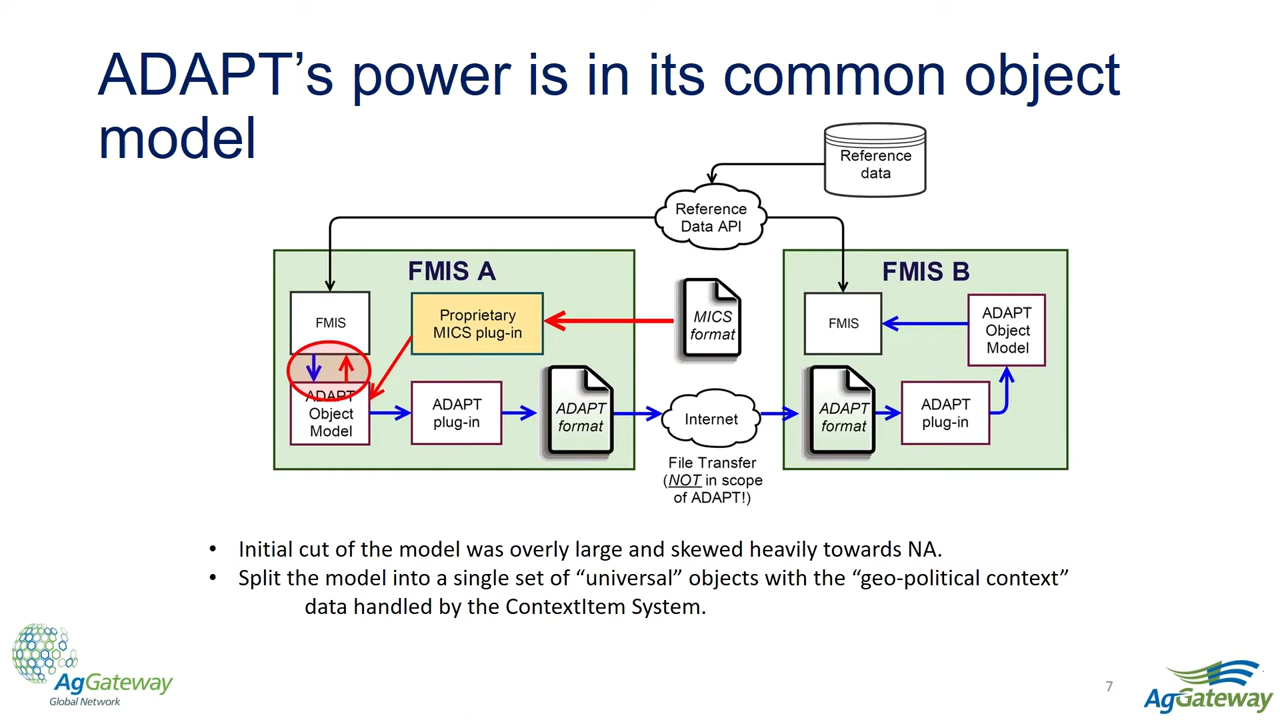 ADAPT’s power is in its common object
model
Reference
data
Reference
Data API
FMIS A
FMIS
Proprietary
MICS plug-in
MICS
format
ADAPT
Object
Model
ADAPT
plug-in
ADAPT
format
Internet
File Transfer
(NOT in scope
of ADAPT!)
FMIS B
FMIS
ADAPT
Object
Model
ADAPT
format
ADAPT
plug-in
• Initial cut of the model was overly large and skewed heavily towards NA.
• Split the model into a single set of “universal” objects with the “geo-political context”
data handled by the ContextItem System.
AgGateway
Global Network
7
AgGateway